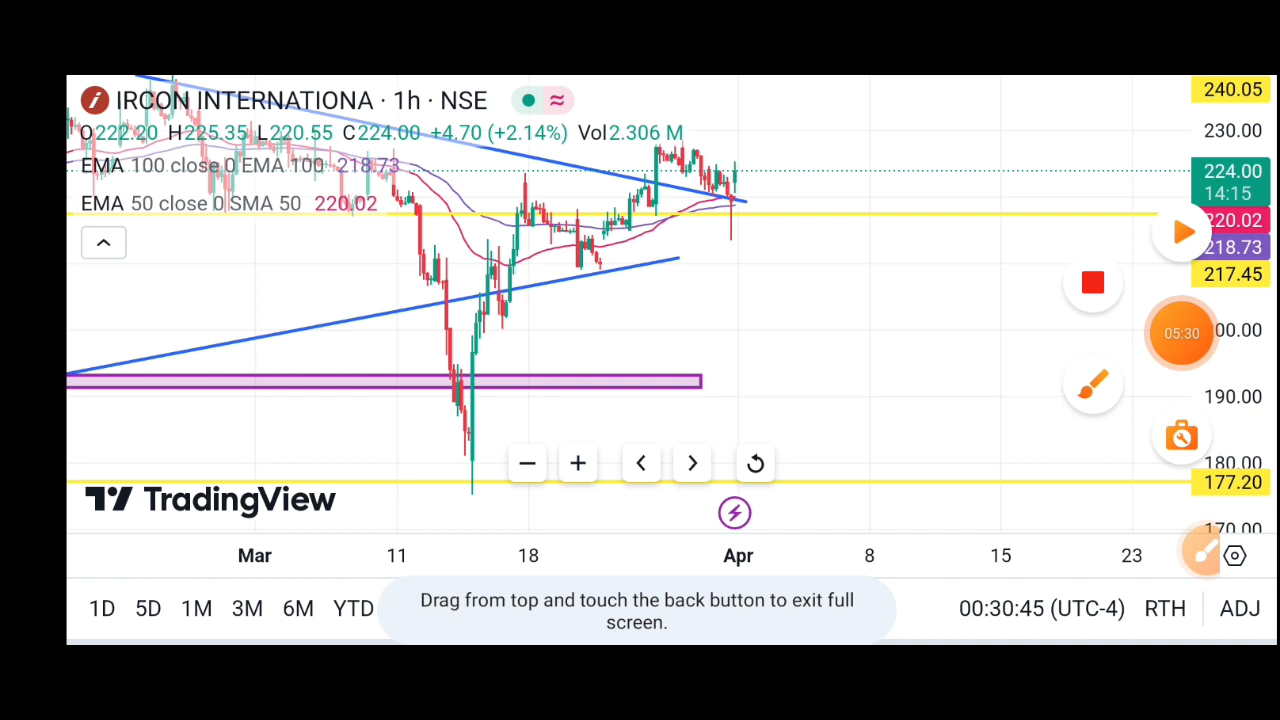 IRCON INTERNATIONA · 1h · NSE
O222.20 H225.35 L220.55 C224.00 +4.70 (+2.14%) Vol2.306 M
EMA 100 close 0 EMA 100 218.73
EMA 50 close 0 SMA 50 220.02
240.05
230.00
224.00
14:15
220.02
218.73
217.45
00.00
190.00
180.00
177.20
170.00
05:30
TradingView
Mar 11 18 Apr 8 15 23
1D 5D 1M 3M 6M YTD
Drag from top and touch the back button to exit full
screen.
00:30:45 (UTC-4) RTH ADJ